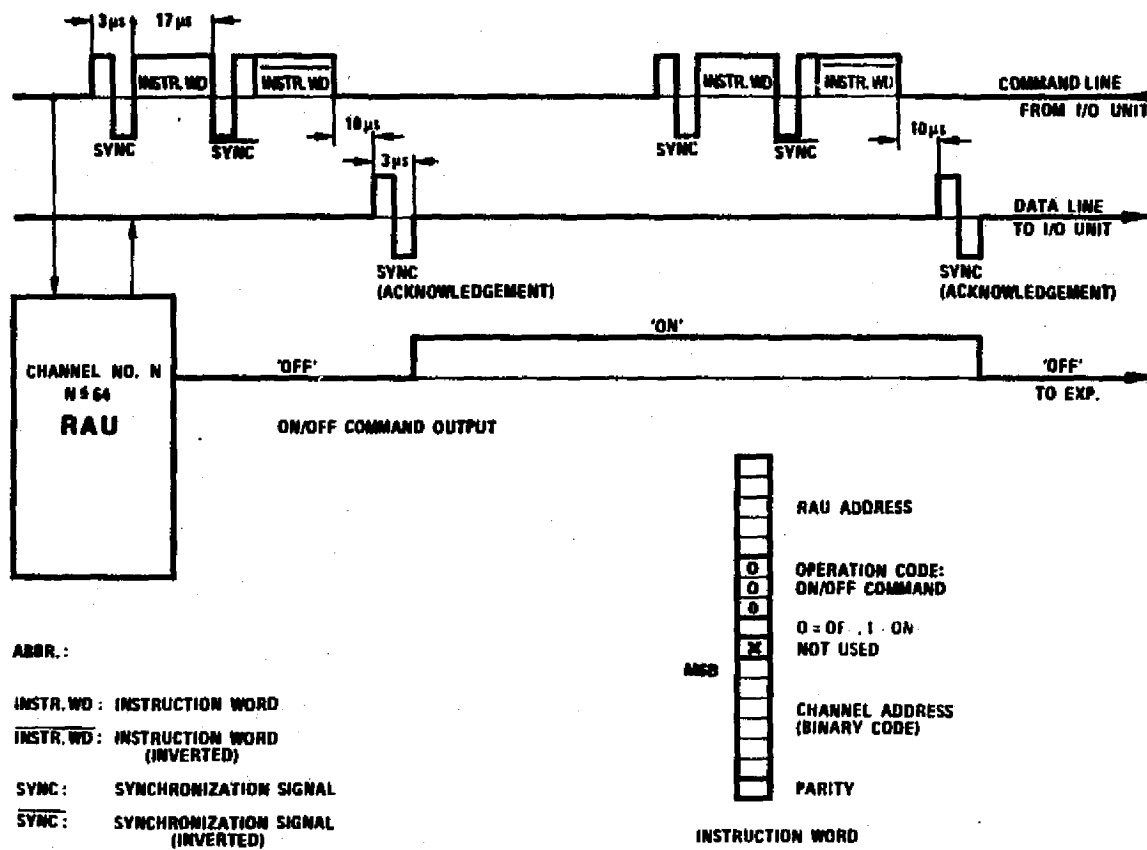 3µs 17µs
INSTR. WD INSTR. WD INSTR. WD INSTR. WD COMMAND LINE
FROM I/O UNIT
SYNC SYNC SYNC SYNC
10µs 10µs
3µs
DATA LINE
TO I/O UNIT
SYNC
(ACKNOWLEDGEMENT)
SYNC
(ACKNOWLEDGEMENT)
'ON'
CHANNEL NO. N
N ≤ 64
RAU
'OFF' 'OFF'
TO EXP.
ON/OFF COMMAND OUTPUT
RAU ADDRESS
0
0
0
OPERATION CODE:
ON/OFF COMMAND
0 = OF , 1 ON
X NOT USED
MSB
CHANNEL ADDRESS
(BINARY CODE)
PARITY
INSTRUCTION WORD
ABBR.:
INSTR. WD: INSTRUCTION WORD
INSTR. WD: INSTRUCTION WORD
(INVERTED)
SYNC: SYNCHRONIZATION SIGNAL
SYNC: SYNCHRONIZATION SIGNAL
(INVERTED)